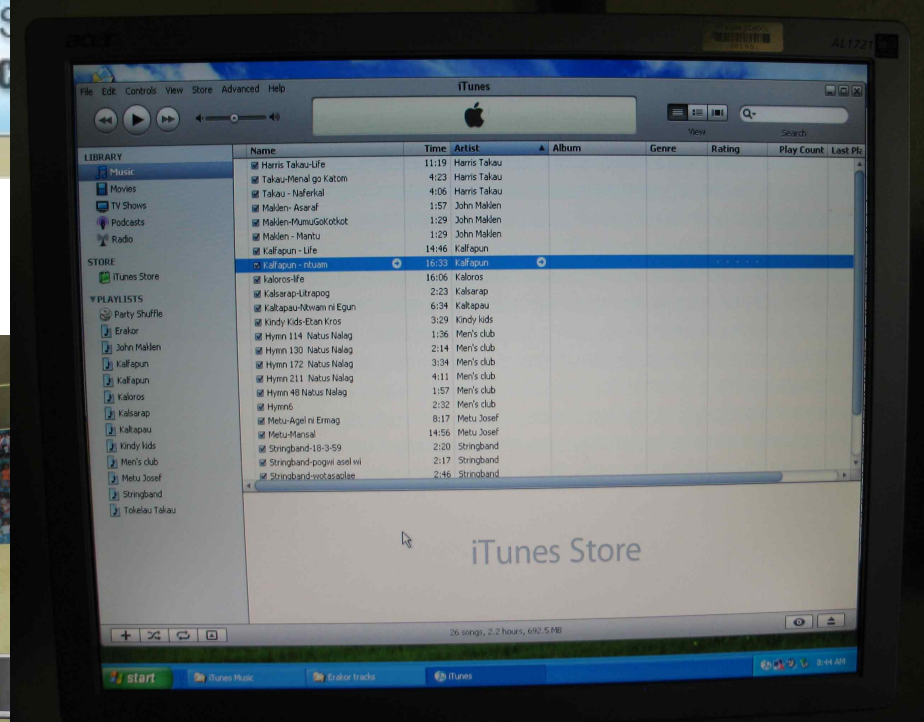 acer
AL1721
iTunes
File Edit Controls View Store Advanced Help
View
Search
LIBRARY
Music
Movies
TV Shows
Podcasts
Radio
STORE
iTunes Store
PLAYLISTS
Party Shuffle
Erakor
John Maklen
Kalfapun
Kalfapun
Kaloros
Kalsarap
Kaltapau
Kindy kids
Men's club
Metu Josef
Stringband
Tokelau Takau
Name Time Artist Album Genre Rating Play Count Last Pla
Harris Takau-Life 11:19 Harris Takau
Takau-Menal go Katom 4:23 Harris Takau
Takau - Naferkal 4:06 Harris Takau
Maklen- Asaraf 1:57 John Maklen
Maklen-MumuGoKotkot 1:29 John Maklen
Maklen - Mantu 1:29 John Maklen
Kalfapun - Life 14:46 Kalfapun
Kalfapun - ntuam 16:33 Kalfapun
kaloros-life 16:06 Kaloros
Kalsarap-Litrapog 2:23 Kalsarap
Kaltapau-Ntwam ni Egun 6:34 Kaltapau
Kindy Kids-Etan Kros 3:29 Kindy kids
Hymn 114 Natus Nalag 1:36 Men's club
Hymn 130 Natus Nalag 2:14 Men's club
Hymn 172 Natus Nalag 3:34 Men's club
Hymn 211 Natus Nalag 4:11 Men's club
Hymn 48 Natus Nalag 1:57 Men's club
Hymn6 2:32 Men's club
Metu-Agel ni Ermag 8:17 Metu Josef
Metu-Mansal 14:56 Metu Josef
Stringband-18-3-59 2:20 Stringband
Stringband-pogwi asel wi 2:17 Stringband
Stringband-wotasaplae 2:46 Stringband
iTunes Store
26 songs, 2.2 hours, 692.5 MB
start
iTunes Music
Erakor tracks
iTunes
8:44 AM